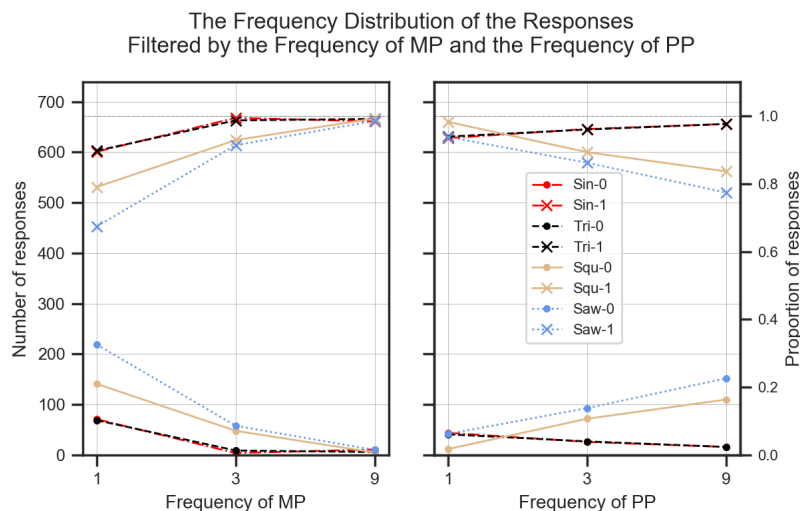 The Frequency Distribution of the Responses
Filtered by the Frequency of MP and the Frequency of PP
Number of responses
700
600
500
400
300
200
100
0
1
3
9
Frequency of MP
Sin-0
Sin-1
Tri-0
Tri-1
Squ-0
Squ-1
Saw-0
Saw-1
1
3
9
Frequency of PP
1.0
0.8
0.6
0.4
0.2
0.0
Proportion of responses